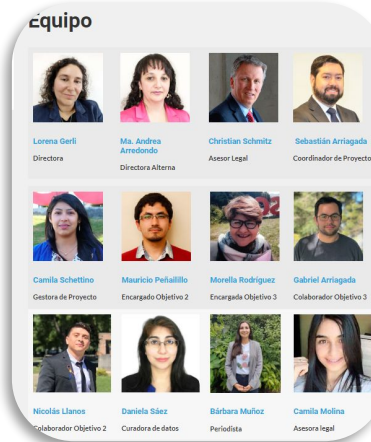 Equipo
Lorena Gerli
Ma. Andrea
Arredondo
Christian Schmitz
Sebastián Arriagada
Directora
Directora Alterna
Asesor Legal
Coordinador de Proyecto
Camila Schettino
Mauricio Peñailillo
Morella Rodríguez
Gabriel Arriagada
Gestora de Proyecto
Encargado Objetivo 2
Encargada Objetivo 3
Colaborador Objetivo 3
Nicolás Llanos
Daniela Sáez
Bárbara Muñoz
Camila Molina
Colaborador Objetivo 2
Curadora de datos
Periodista
Asesora legal